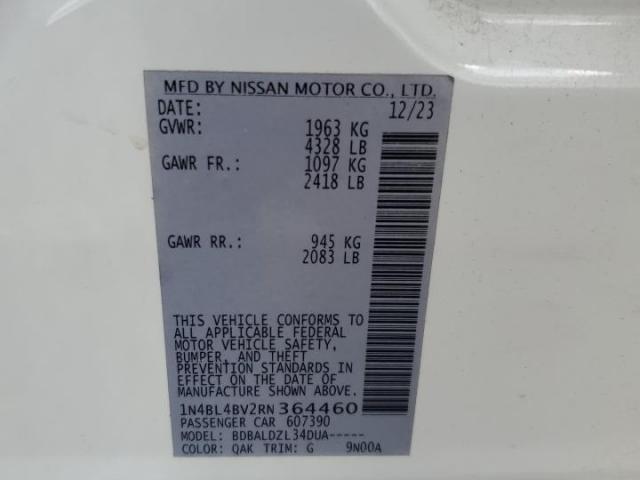 MFD BY NISSAN MOTOR CO., LTD.
DATE: 12/23
GVWR: 1963 KG
4328 LB
GAWR FR.: 1097 KG
2418 LB
GAWR RR.: 945 KG
2083 LB
THIS VEHICLE CONFORMS TO
ALL APPLICABLE FEDERAL
MOTOR VEHICLE SAFETY,
BUMPER, AND THEFT
PREVENTION STANDARDS IN
EFFECT ON THE DATE OF
MANUFACTURE SHOWN ABOVE.
1N4BL4BV2RN364460
PASSENGER CAR 607390
MODEL: BDBALDZL34DUA-----
COLOR: QAK TRIM: G 9N00A